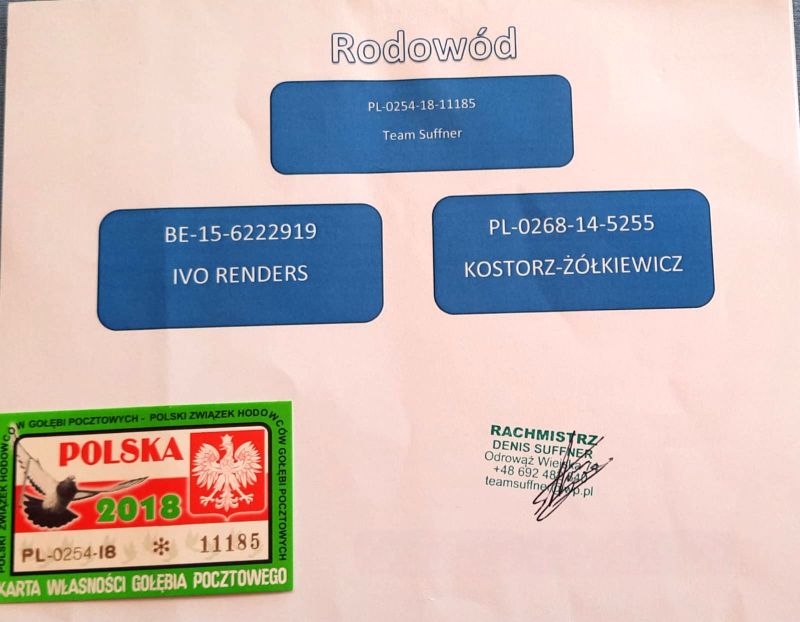 Rodowód
PL-0254-18-11185
Team Suffner
BE-15-6222919
IVO RENDERS
PL-0268-14-5255
KOSTORZ-ŻÓŁKIEWICZ
POLSKI ZWIĄZEK HODOWCÓW GOŁĘBI POCZTOWYCH - POLSKI ZWIĄZEK HODOWCÓW GOŁĘBI POCZTOWYCH
POLSKA
2018
PL-0254-18 * 11185
KARTA WŁASNOŚCI GOŁĘBIA POCZTOWEGO
RACHMISTRZ
DENIS SUFFNER
Odrowąż
+48 692
teamsuffner